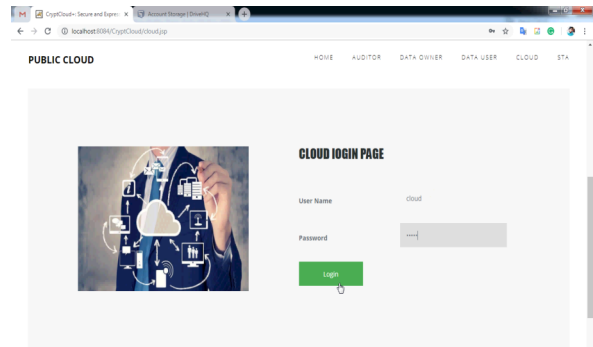 CryptCloud+: Secure and Expres
Account Storage | DriveHQ
localhost:8084/CryptCloud/cloud.jsp
PUBLIC CLOUD
HOME AUDITOR DATA OWNER DATA USER CLOUD STA
CLOUD lOGIN PAGE
User Name cloud
Password
Login